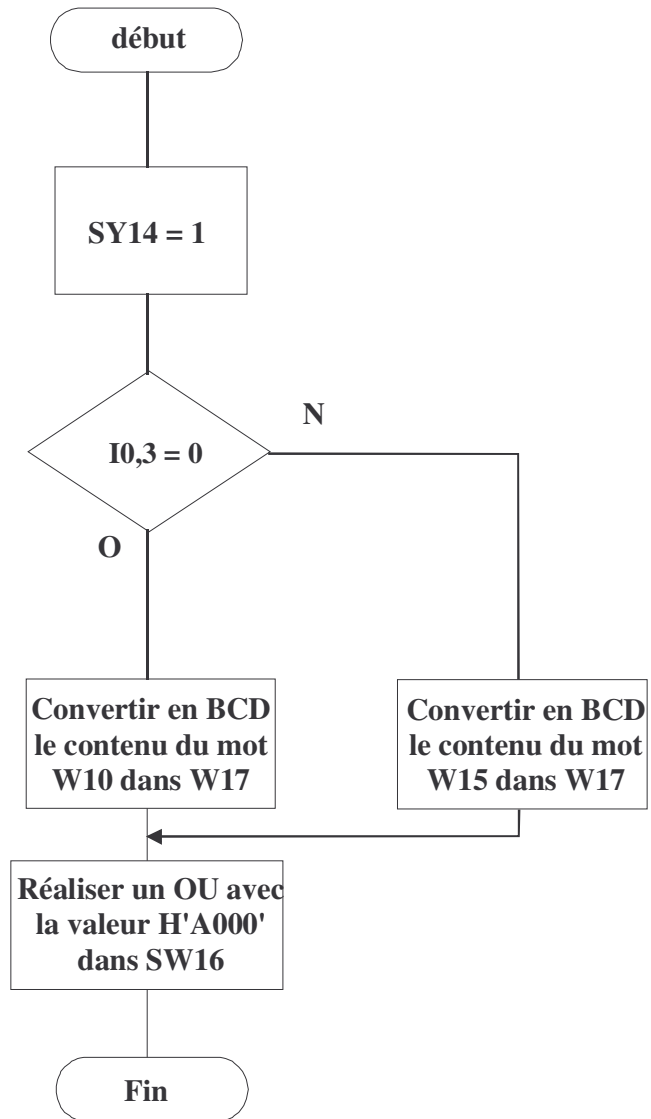 début
SY14 = 1
I0,3 = 0
N
O
Convertir en BCD
le contenu du mot
W10 dans W17
Convertir en BCD
le contenu du mot
W15 dans W17
Réaliser un OU avec
la valeur H'A000'
dans SW16
Fin